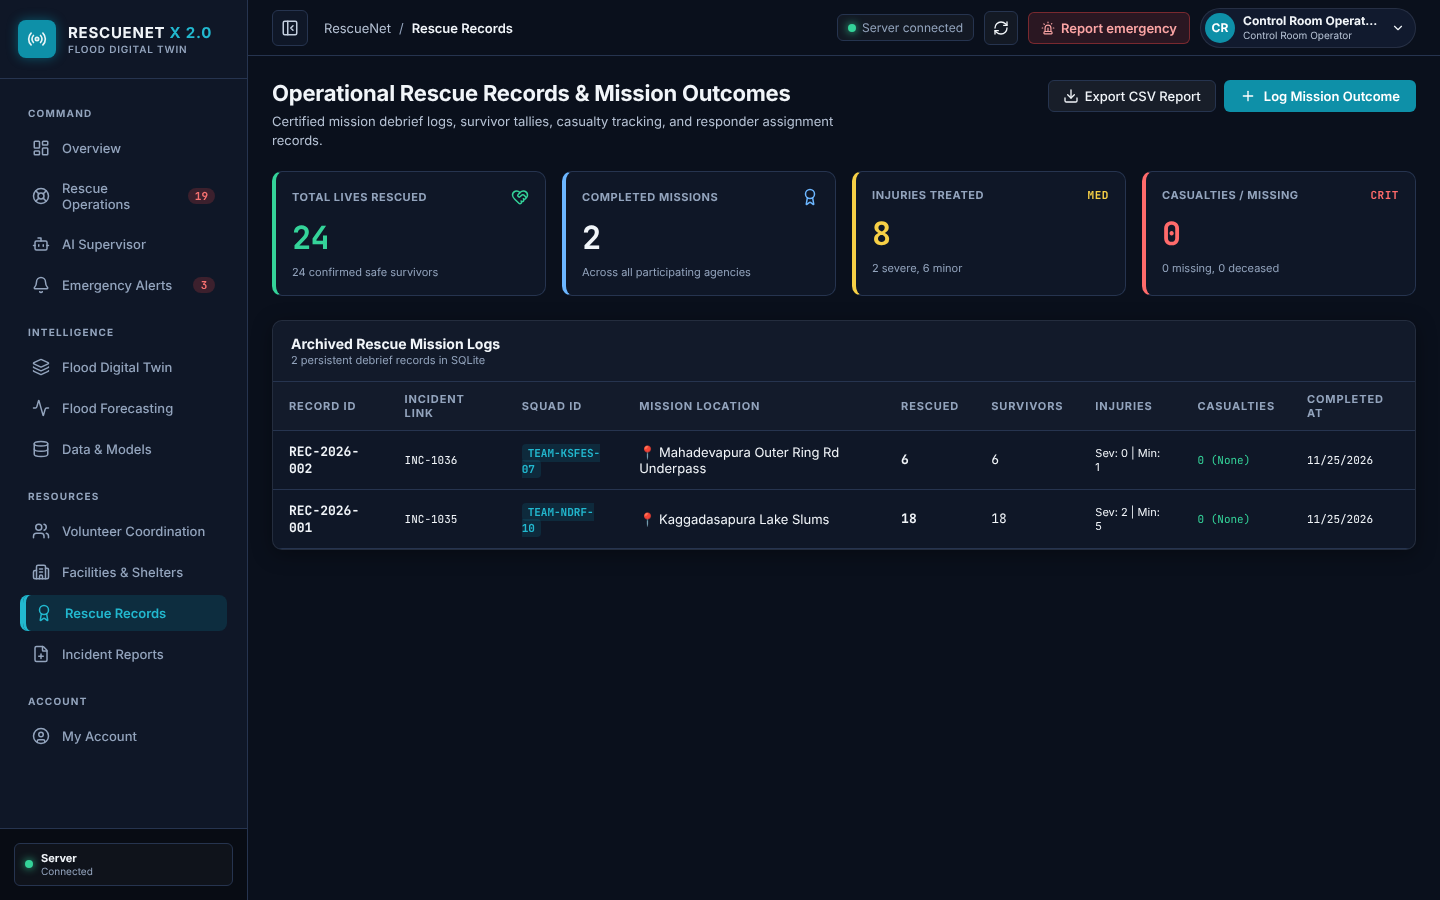 RESCUENET X 2.0
FLOOD DIGITAL TWIN
COMMAND
Overview
Rescue
Operations
19
AI Supervisor
Emergency Alerts
3
INTELLIGENCE
Flood Digital Twin
Flood Forecasting
Data & Models
RESOURCES
Volunteer Coordination
Facilities & Shelters
Rescue Records
Incident Reports
ACCOUNT
My Account
Server
Connected
RescueNet / Rescue Records
Server connected
Report emergency
CR
Control Room Operat...
Control Room Operator
Operational Rescue Records & Mission Outcomes
Certified mission debrief logs, survivor tallies, casualty tracking, and responder assignment
records.
Export CSV Report
Log Mission Outcome
TOTAL LIVES RESCUED
24
24 confirmed safe survivors
COMPLETED MISSIONS
2
Across all participating agencies
INJURIES TREATED
MED
8
2 severe, 6 minor
CASUALTIES / MISSING
CRIT
0
0 missing, 0 deceased
Archived Rescue Mission Logs
2 persistent debrief records in SQLite
RECORD ID
INCIDENT
LINK
SQUAD ID
MISSION LOCATION
RESCUED
SURVIVORS
INJURIES
CASUALTIES
COMPLETED
AT
REC-2026-
002
INC-1036
TEAM-KSFES-
07
📍 Mahadevapura Outer Ring Rd
Underpass
6
6
Sev: 0 | Min:
1
0 (None)
11/25/2026
REC-2026-
001
INC-1035
TEAM-NDRF-
10
📍 Kaggadasapura Lake Slums
18
18
Sev: 2 | Min:
5
0 (None)
11/25/2026